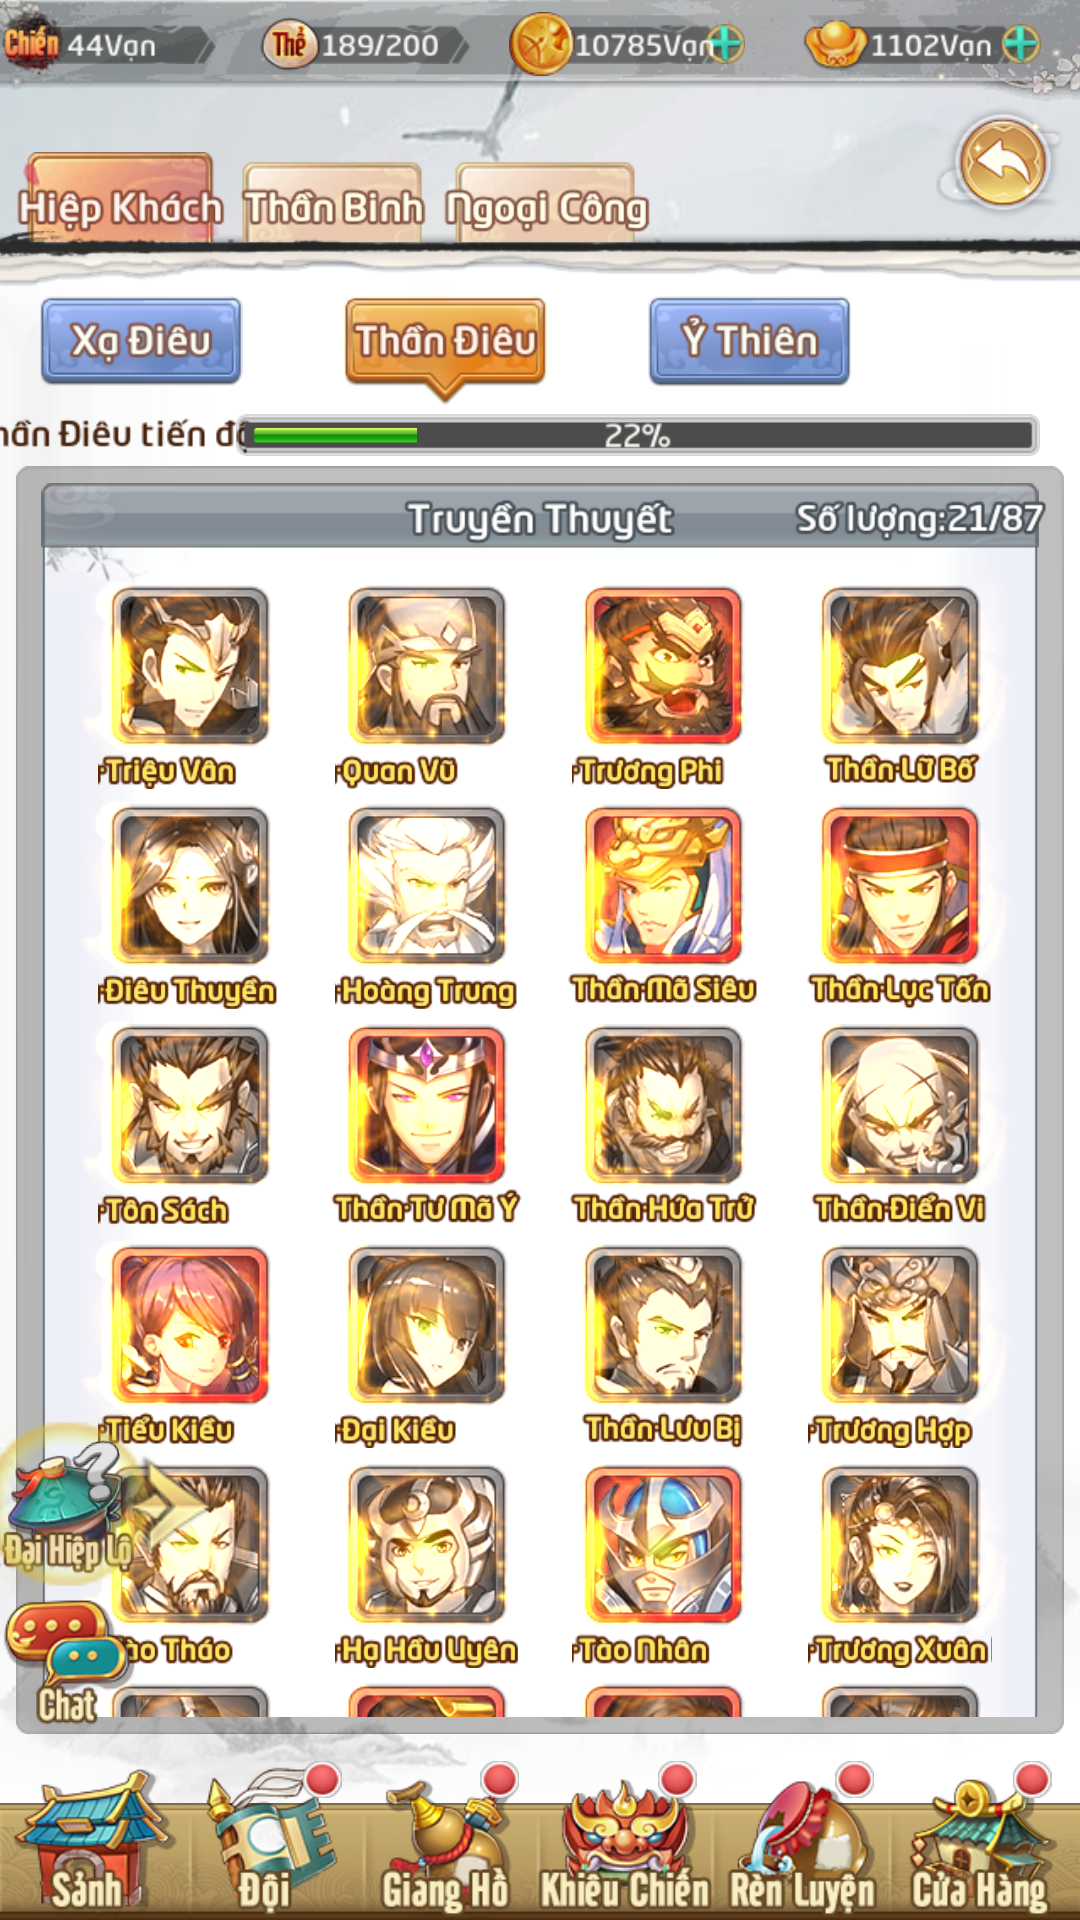 Chiến 44Vạn Thể 189/200 10785Vạn 1102Vạn
Hiệp Khách Thần Binh Ngoại Công
Xạ Điêu Thần Điêu Ỷ Thiên
hần Điêu tiến độ 22%
Truyền Thuyết Số lượng:21/87
·Triệu Vân ·Quan Vũ ·Trương Phi Thần·Lữ Bố
·Điêu Thuyền ·Hoàng Trung Thần·Mã Siêu Thần·Lục Tốn
·Tôn Sách Thần·Tư Mã Ý Thần·Hứa Trử Thần·Điển Vi
·Tiểu Kiều ·Đại Kiều Thần·Lưu Bị ·Trương Hợp
Đại Hiệp Lộ
ào Tháo ·Hạ Hầu Uyên ·Tào Nhân ·Trương Xuân
Chat
Sảnh Đội Giang Hồ Khiêu Chiến Rèn Luyện Cửa Hàng